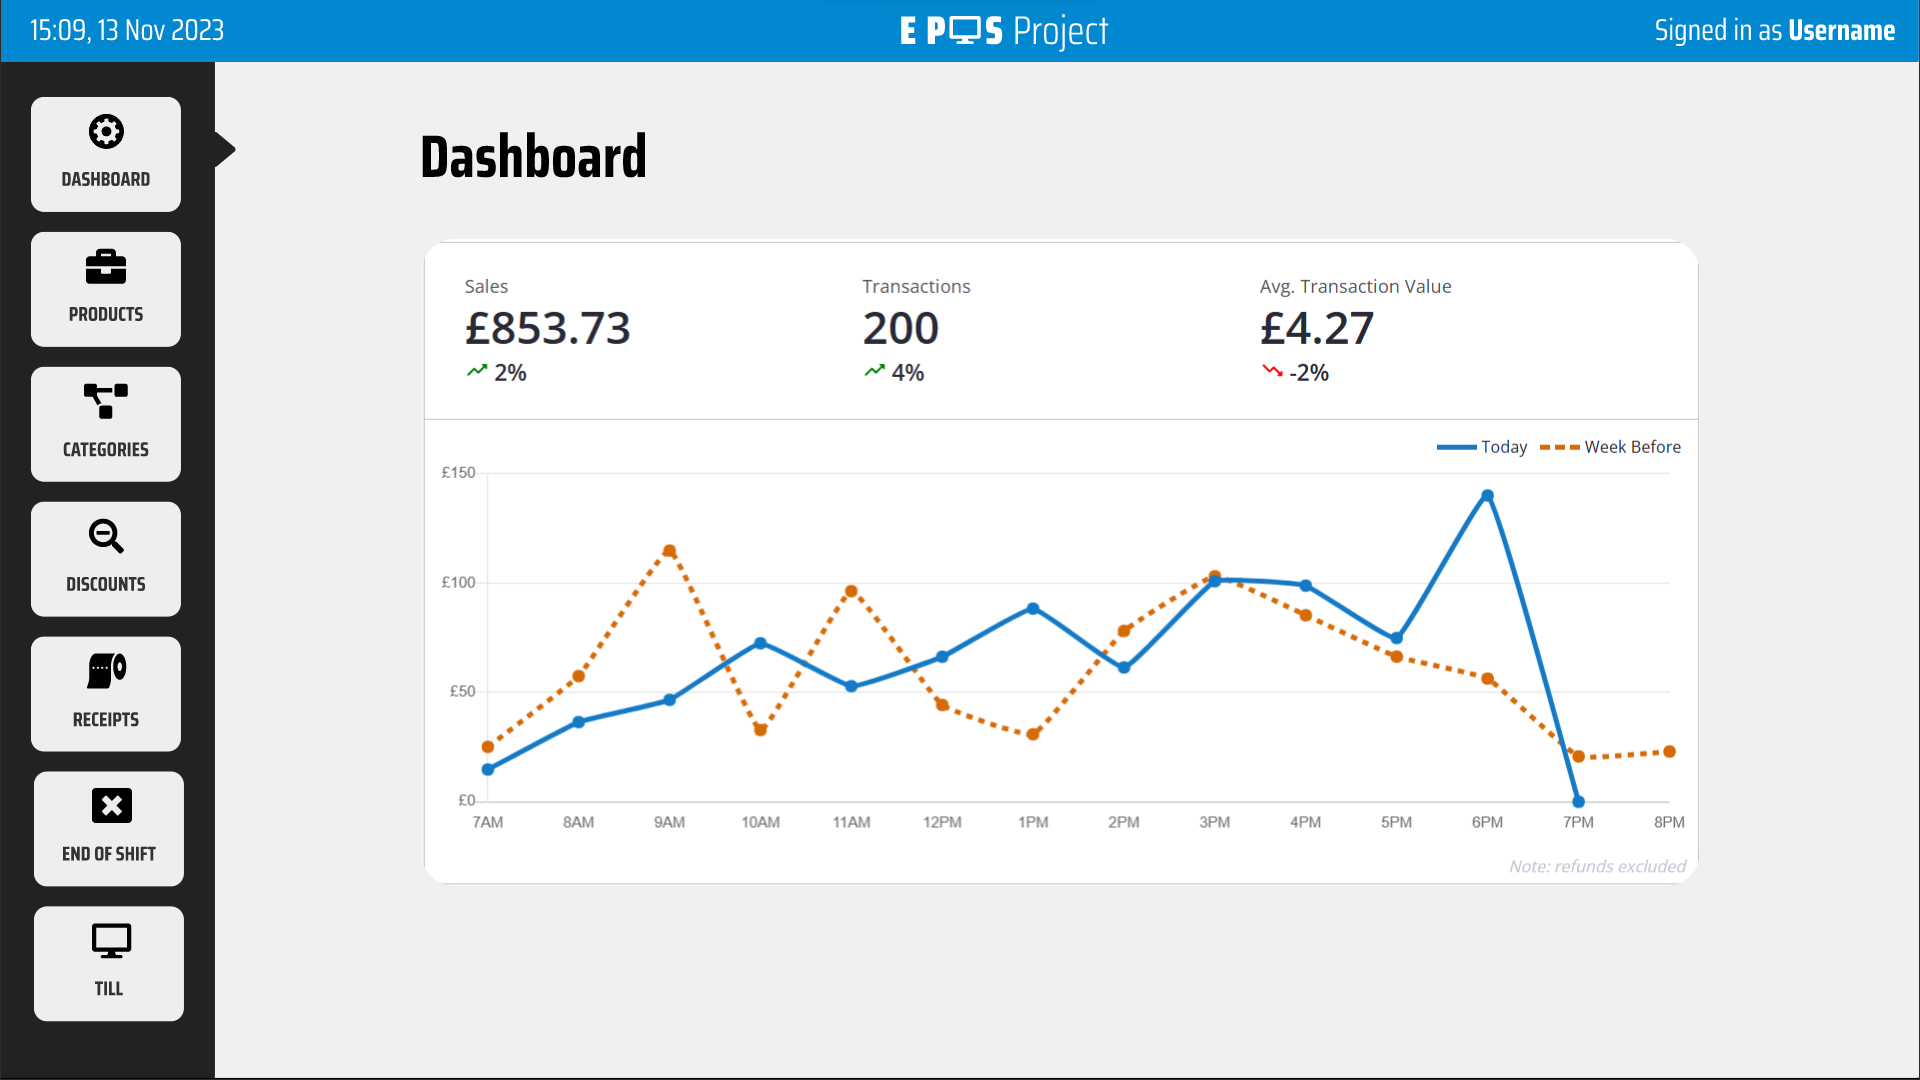 15:09, 13 Nov 2023
E POS Project
Signed in as Username
DASHBOARD
PRODUCTS
CATEGORIES
DISCOUNTS
RECEIPTS
END OF SHIFT
TILL
Dashboard
Sales
£853.73
2%
Transactions
200
4%
Avg. Transaction Value
£4.27
-2%
Today
Week Before
£150
£100
£50
£0
7AM 8AM 9AM 10AM 11AM 12PM 1PM 2PM 3PM 4PM 5PM 6PM 7PM 8PM
Note: refunds excluded